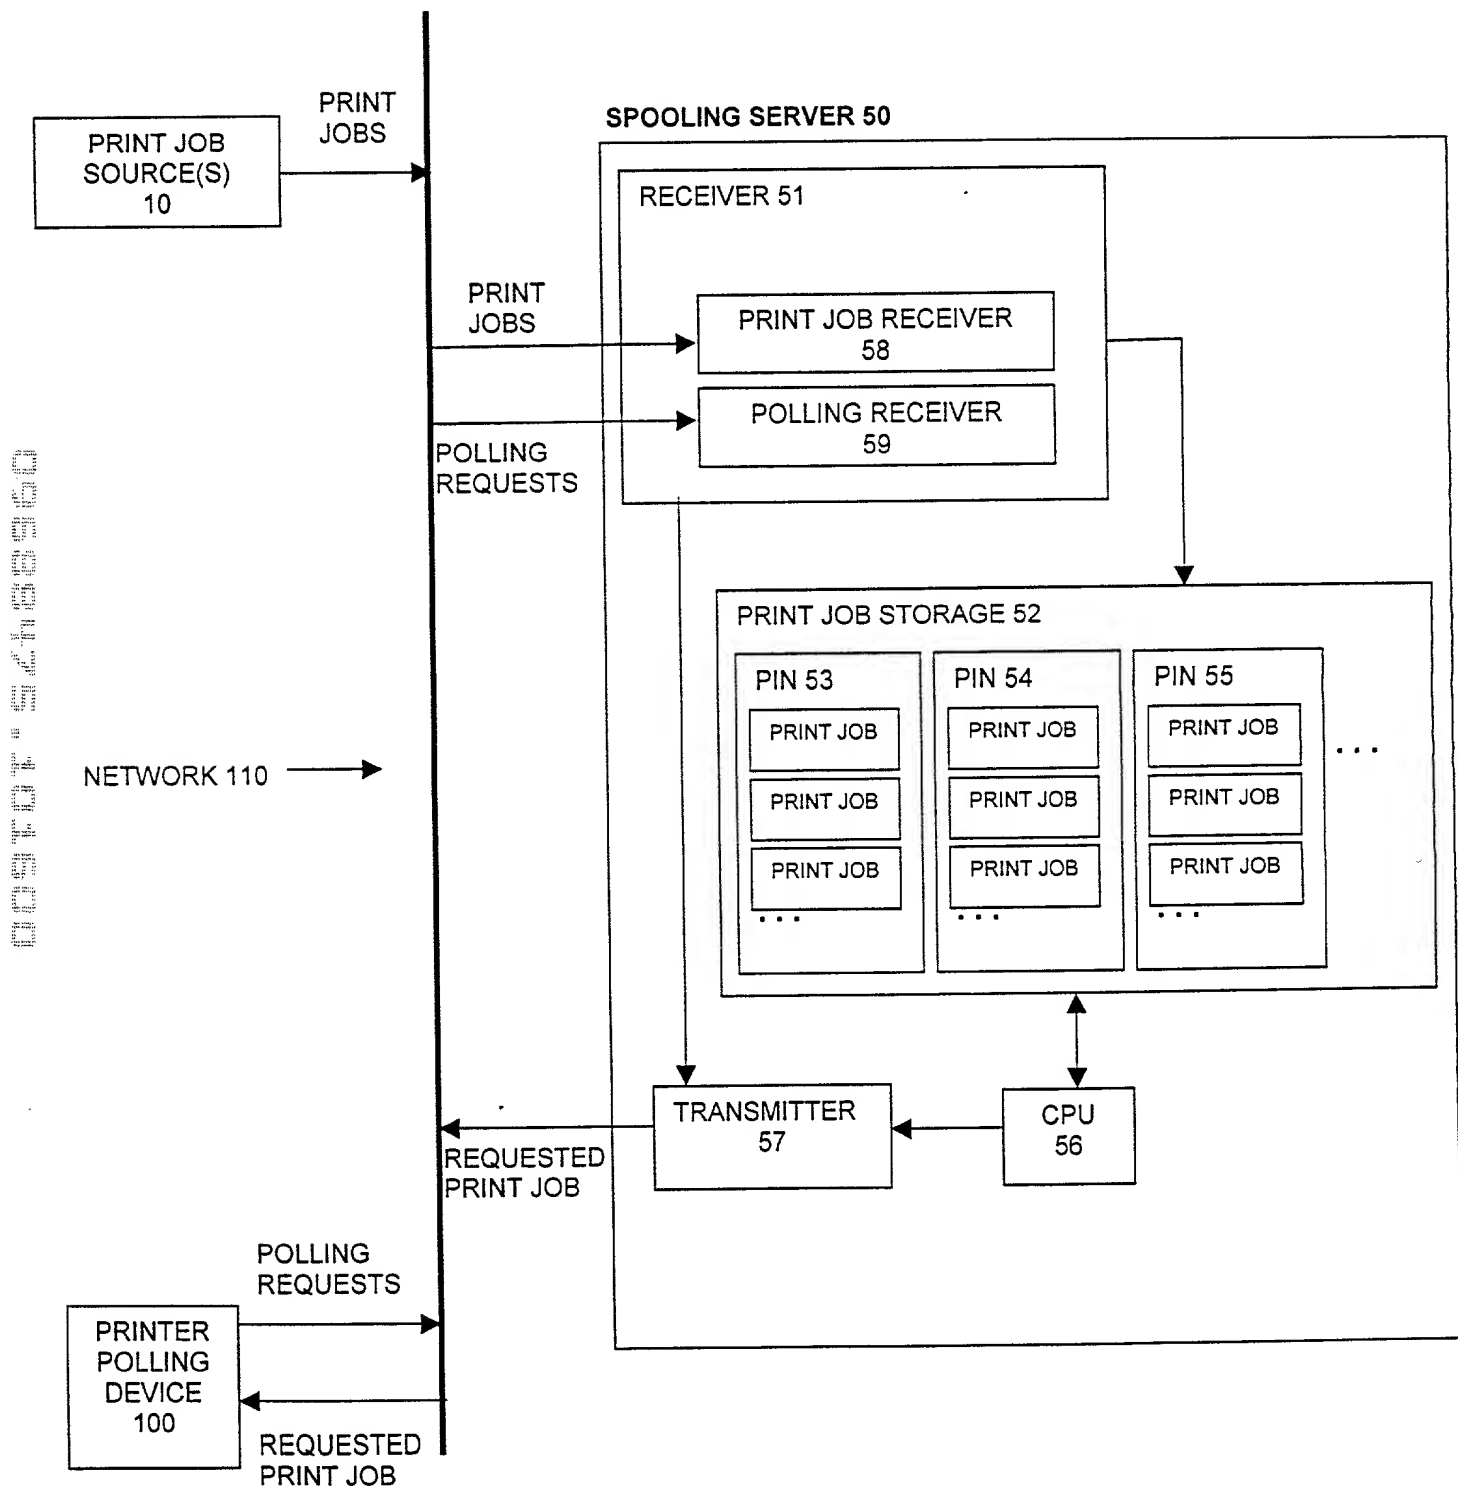 PRINT
JOBS
SPOOLING SERVER 50
PRINT JOB
SOURCE(S)
10
RECEIVER 51
PRINT
JOBS
PRINT JOB RECEIVER
58
POLLING RECEIVER
59
POLLING
REQUESTS
PRINT JOB STORAGE 52
PIN 53
PRINT JOB
PRINT JOB
PRINT JOB
...
PIN 54
PRINT JOB
PRINT JOB
PRINT JOB
...
PIN 55
PRINT JOB
PRINT JOB
PRINT JOB
...
...
NETWORK 110
TRANSMITTER
57
CPU
56
REQUESTED
PRINT JOB
POLLING
REQUESTS
PRINTER
POLLING
DEVICE
100
REQUESTED
PRINT JOB